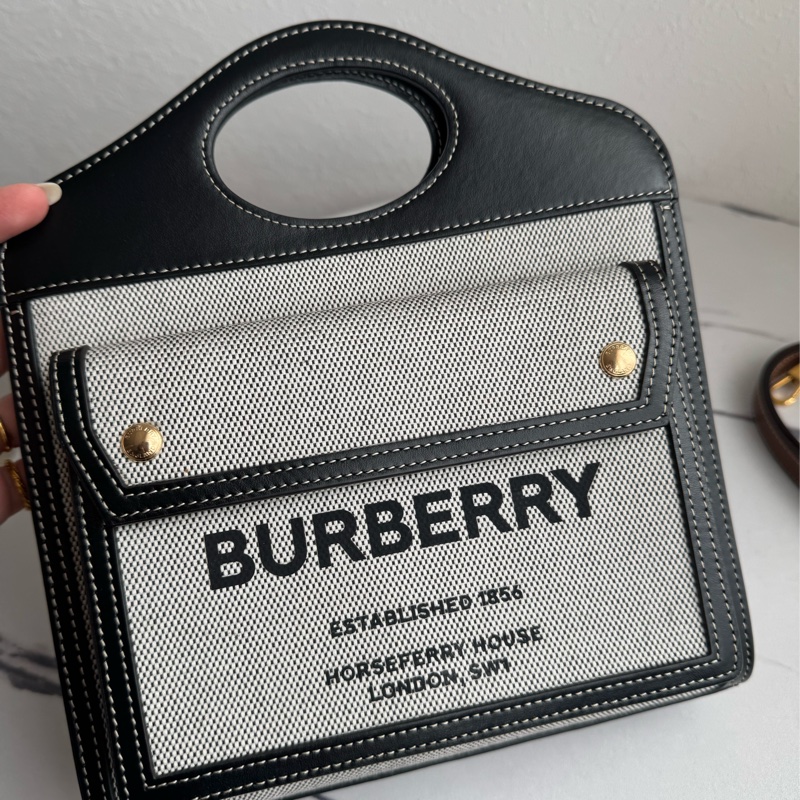 BURBERRY
ESTABLISHED 1856
HORSEFERRY HOUSE
LONDON, SW1